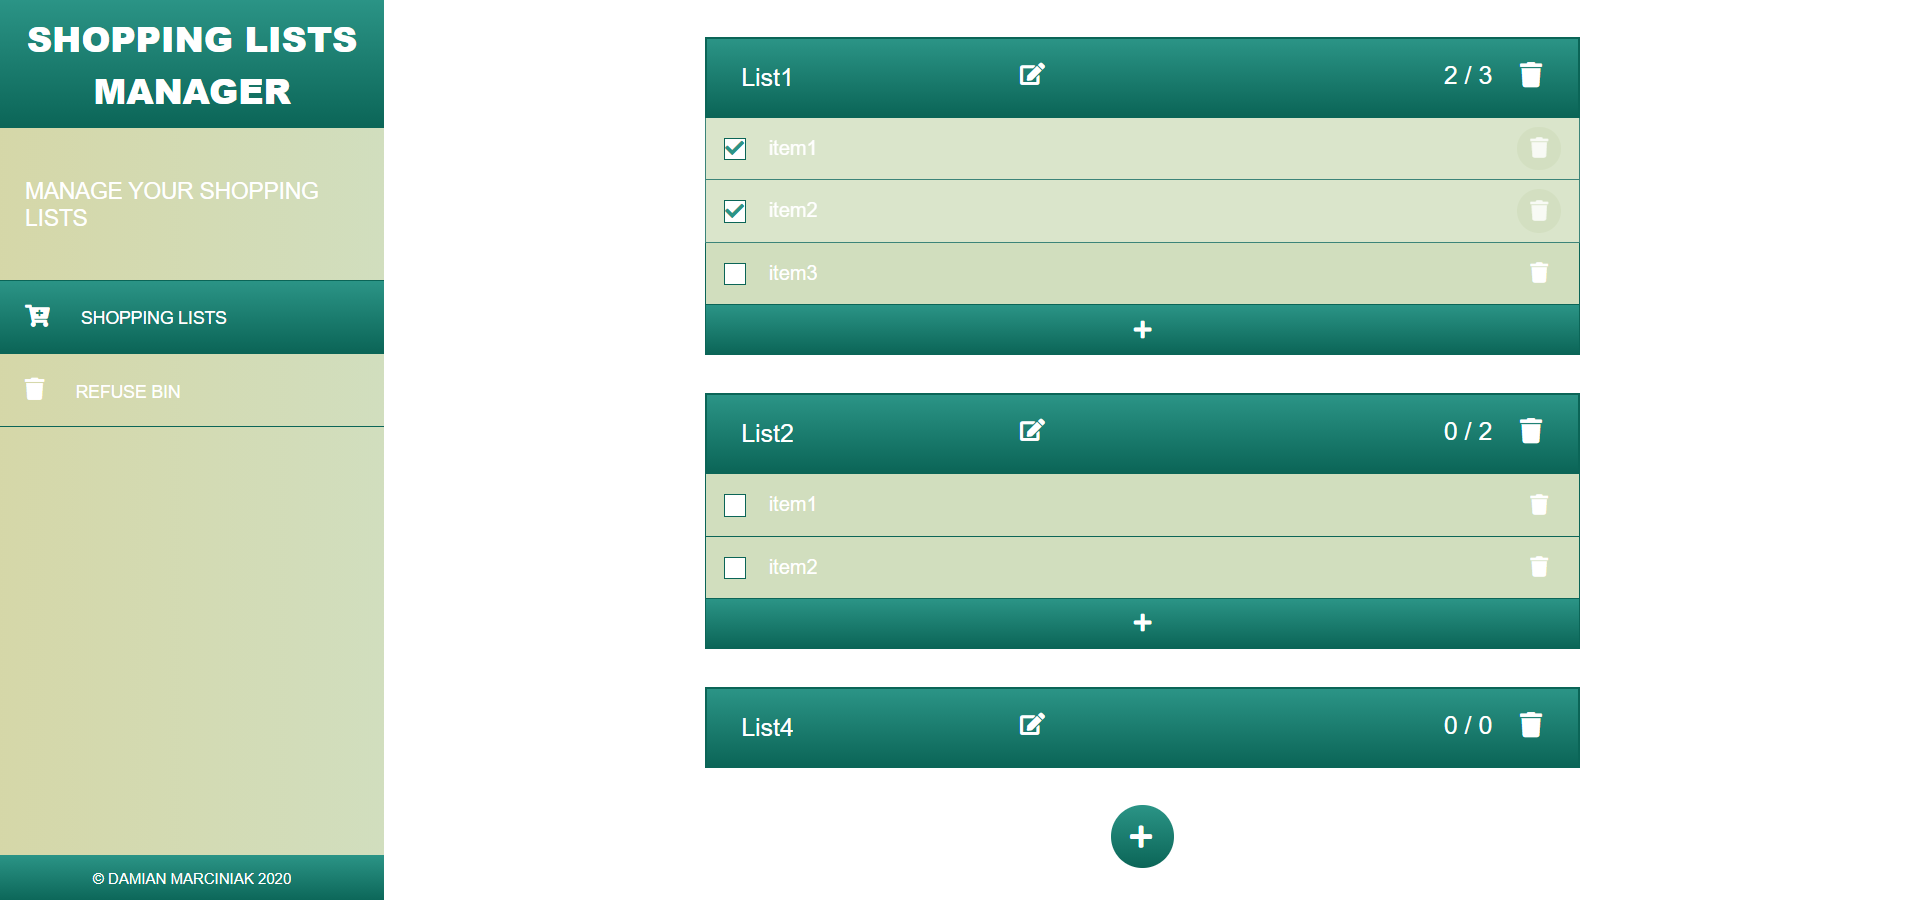 SHOPPING LISTS
MANAGER
MANAGE YOUR SHOPPING
LISTS
SHOPPING LISTS
REFUSE BIN
© DAMIAN MARCINIAK 2020
List1 2 / 3
item1
item2
item3
List2 0 / 2
item1
item2
List4 0 / 0